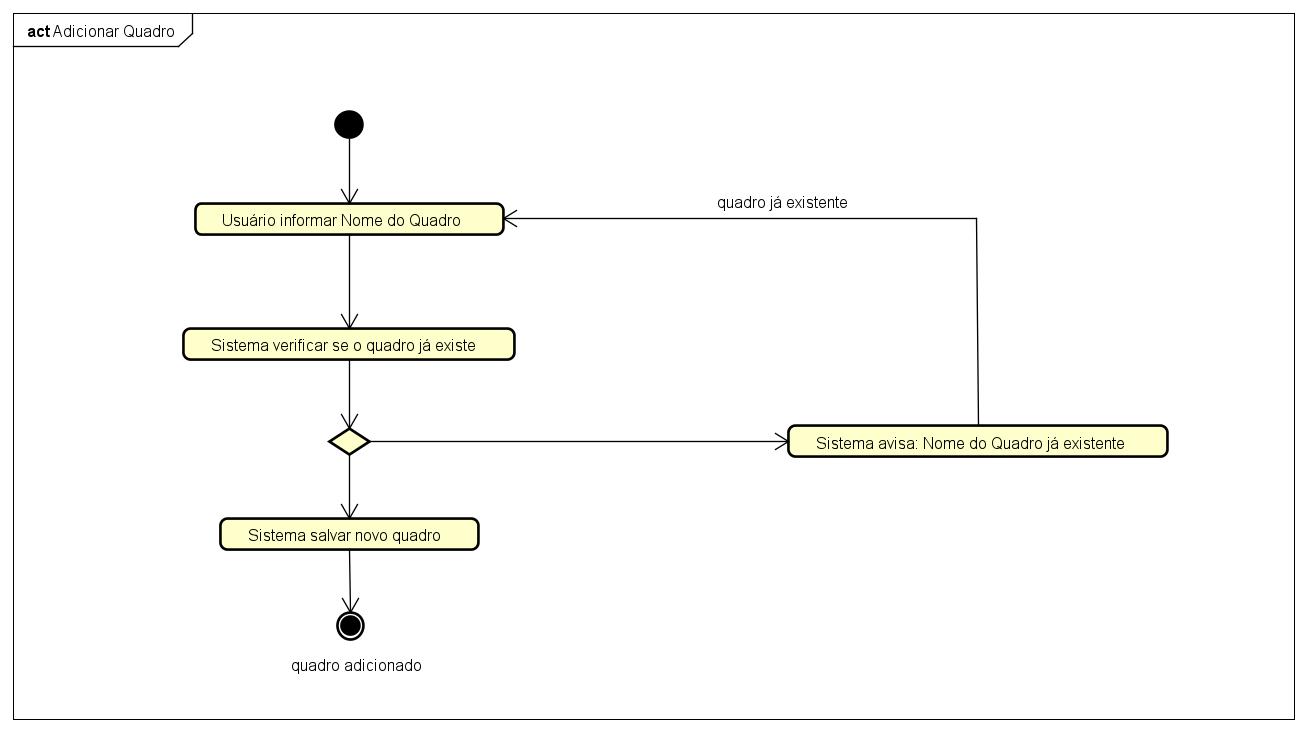 act Adicionar Quadro
quadro já existente
Usuário informar Nome do Quadro
Sistema verificar se o quadro já existe
Sistema avisa: Nome do Quadro já existente
Sistema salvar novo quadro
quadro adicionado